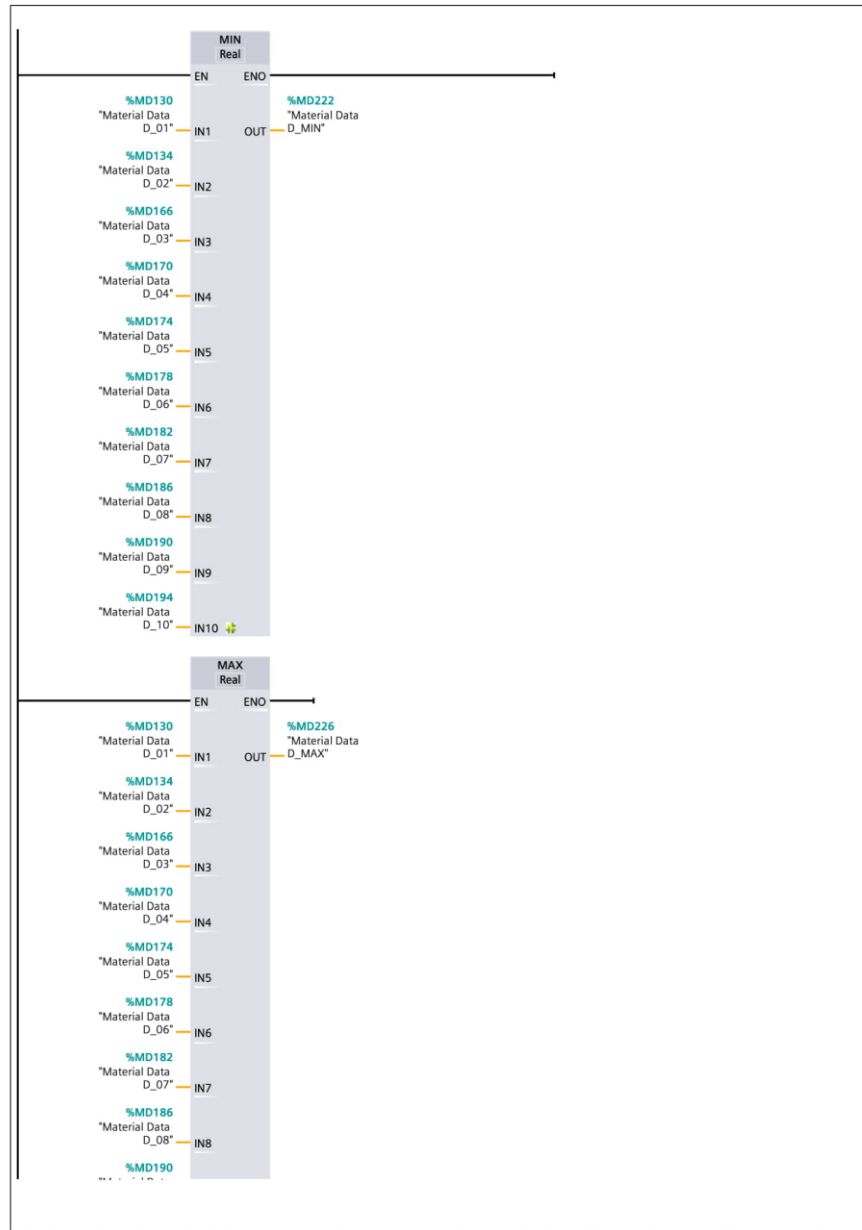 MIN
Real
EN ENO
%MD130
"Material Data
D_01" IN1
%MD222
"Material Data
OUT D_MIN"
%MD134
"Material Data
D_02" IN2
%MD166
"Material Data
D_03" IN3
%MD170
"Material Data
D_04" IN4
%MD174
"Material Data
D_05" IN5
%MD178
"Material Data
D_06" IN6
%MD182
"Material Data
D_07" IN7
%MD186
"Material Data
D_08" IN8
%MD190
"Material Data
D_09" IN9
%MD194
"Material Data
D_10" IN10
MAX
Real
EN ENO
%MD130
"Material Data
D_01" IN1
%MD226
"Material Data
OUT D_MAX"
%MD134
"Material Data
D_02" IN2
%MD166
"Material Data
D_03" IN3
%MD170
"Material Data
D_04" IN4
%MD174
"Material Data
D_05" IN5
%MD178
"Material Data
D_06" IN6
%MD182
"Material Data
D_07" IN7
%MD186
"Material Data
D_08" IN8
%MD190